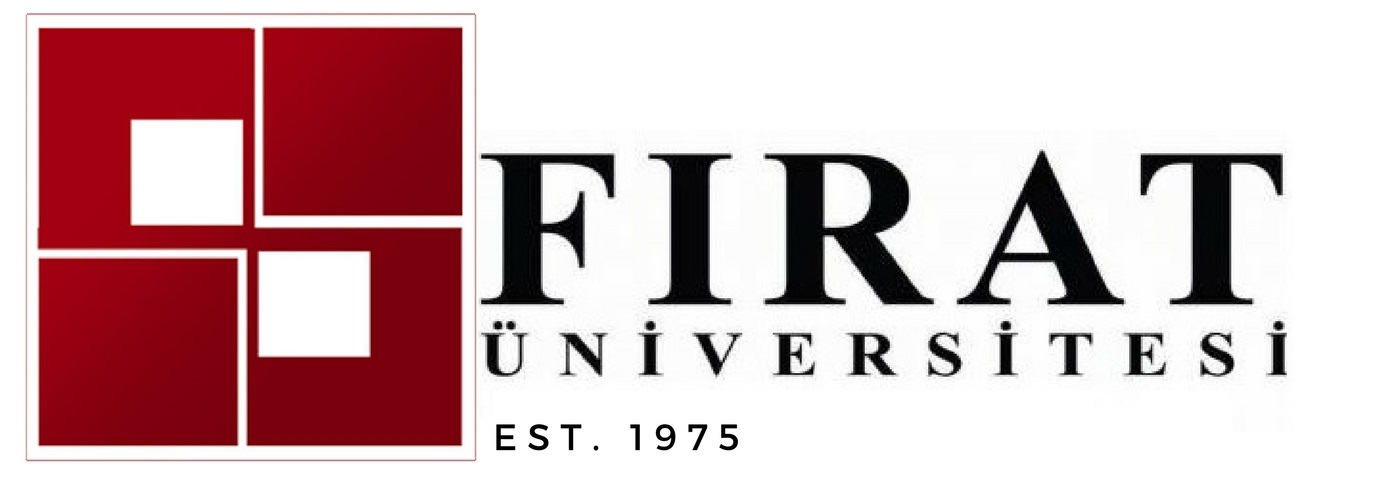 FIRAT
ÜNİVERSİTESİ
EST. 1975